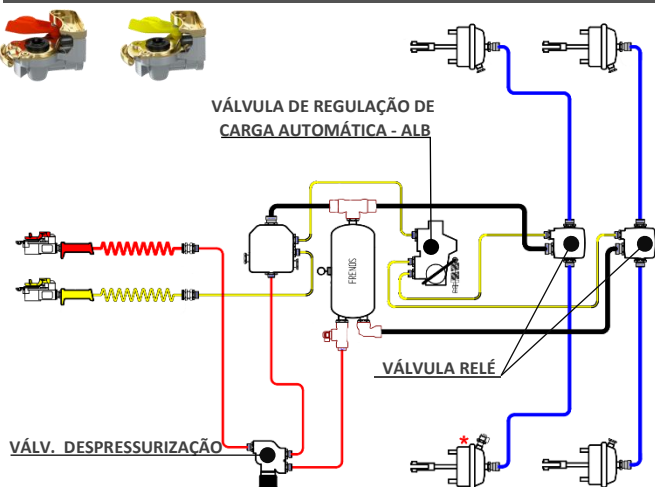 VÁLVULA DE REGULAÇÃO DE
CARGA AUTOMÁTICA - ALB
FREIOS
VÁLVULA RELÉ
*
VÁLV. DESPRESSURIZAÇÃO